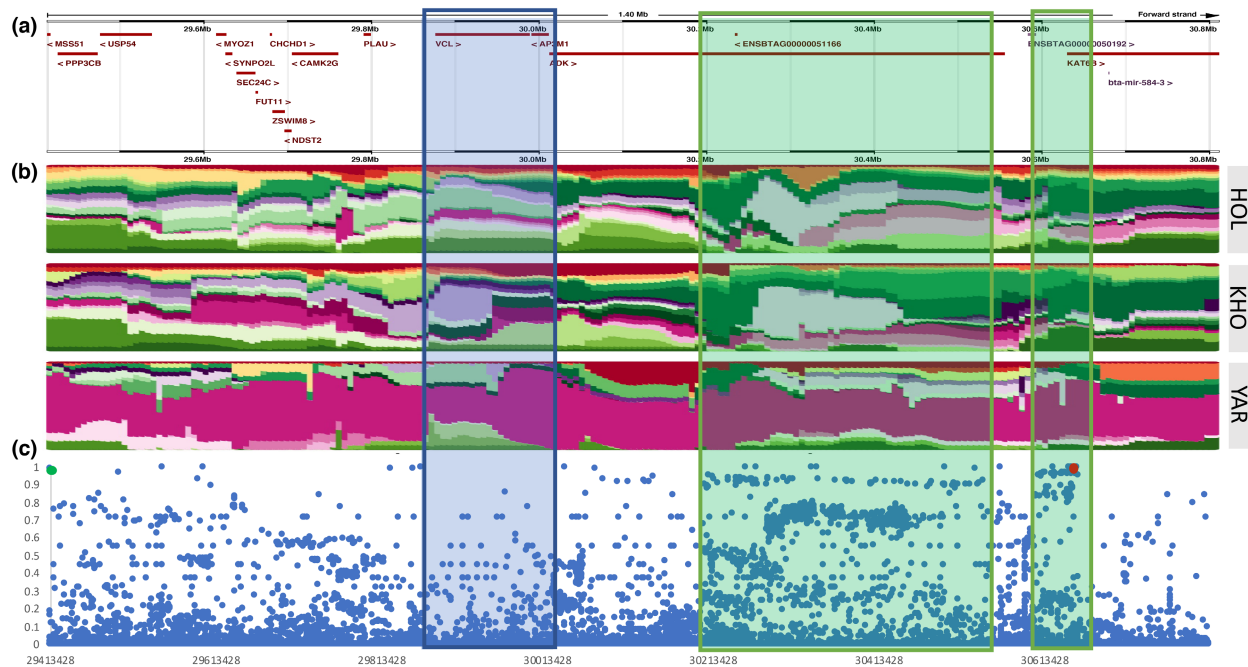 (a)
1.40 Mb
Forward strand
29.6Mb
29.8Mb
30.0Mb
30.4Mb
30.8Mb
< MSS51
< USP54
< MYOZ1
CHCHD1 >
PLAU >
VCL >
< AP3M1
< ENSBTAG00000051166
ENSBTAG00000050192 >
< PPP3CB
< SYNPO2L
< CAMK2G
ADK >
KAT6B >
SEC24C >
bta-mir-584-3 >
FUT11 >
ZSWIM8 >
< NDST2
29.6Mb
29.8Mb
30.0Mb
30.2Mb
30.4Mb
30.6Mb
30.8Mb
(b)
HOL
KHO
YAR
(c)
1
0.9
0.8
0.7
0.6
0.5
0.4
0.3
0.2
0.1
0
29413428
29613428
29813428
30013428
30213428
30413428
30613428